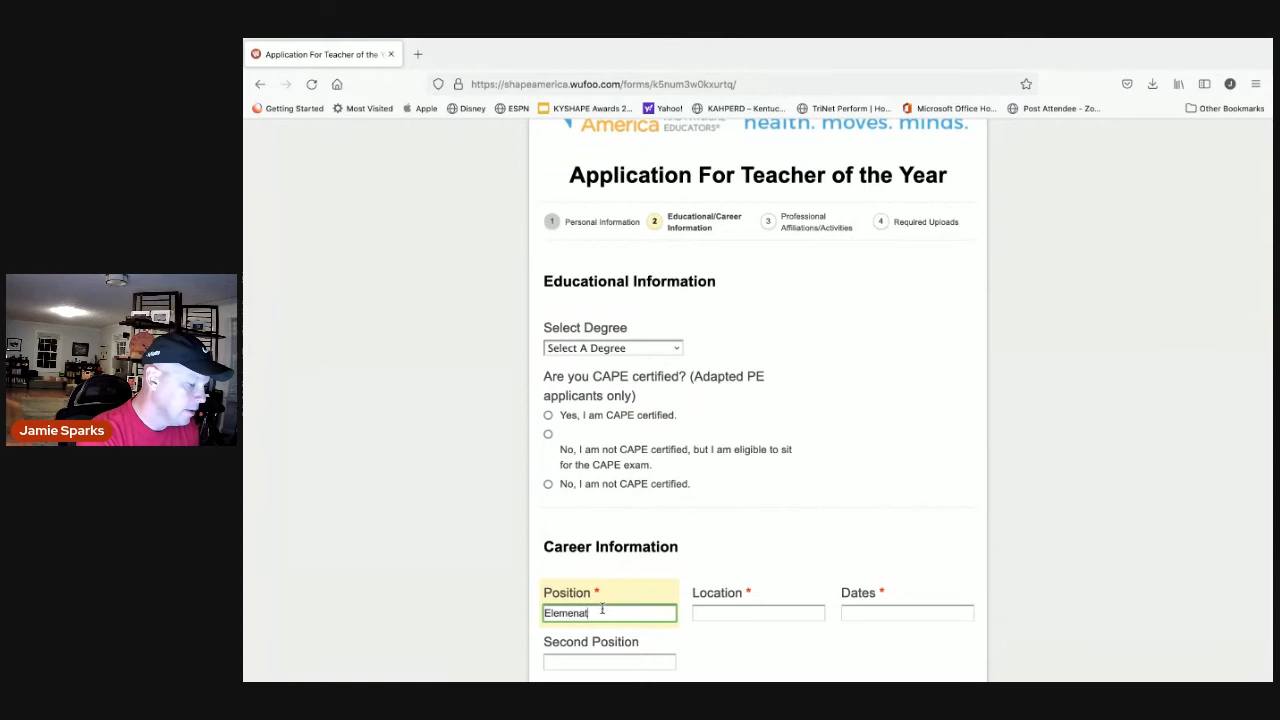 Application For Teacher of the Y
https://shapeamerica.wufoo.com/forms/k5num3w0kxurtq/
Getting Started Most Visited Apple Disney ESPN KYSHAPE Awards 2... Yahoo! KAHPERD – Kentuc... TriNet Perform | Ho... Microsoft Office Ho... Post Attendee - Zo... Other Bookmarks
America EDUCATORS® health. moves. minds.
Application For Teacher of the Year
1 Personal Information 2 Educational/Career Information 3 Professional Affiliations/Activities 4 Required Uploads
Educational Information
Select Degree
Select A Degree
Are you CAPE certified? (Adapted PE
applicants only)
Yes, I am CAPE certified.
No, I am not CAPE certified, but I am eligible to sit
for the CAPE exam.
No, I am not CAPE certified.
Career Information
Position * Location * Dates *
Elemenat
Second Position
Jamie Sparks